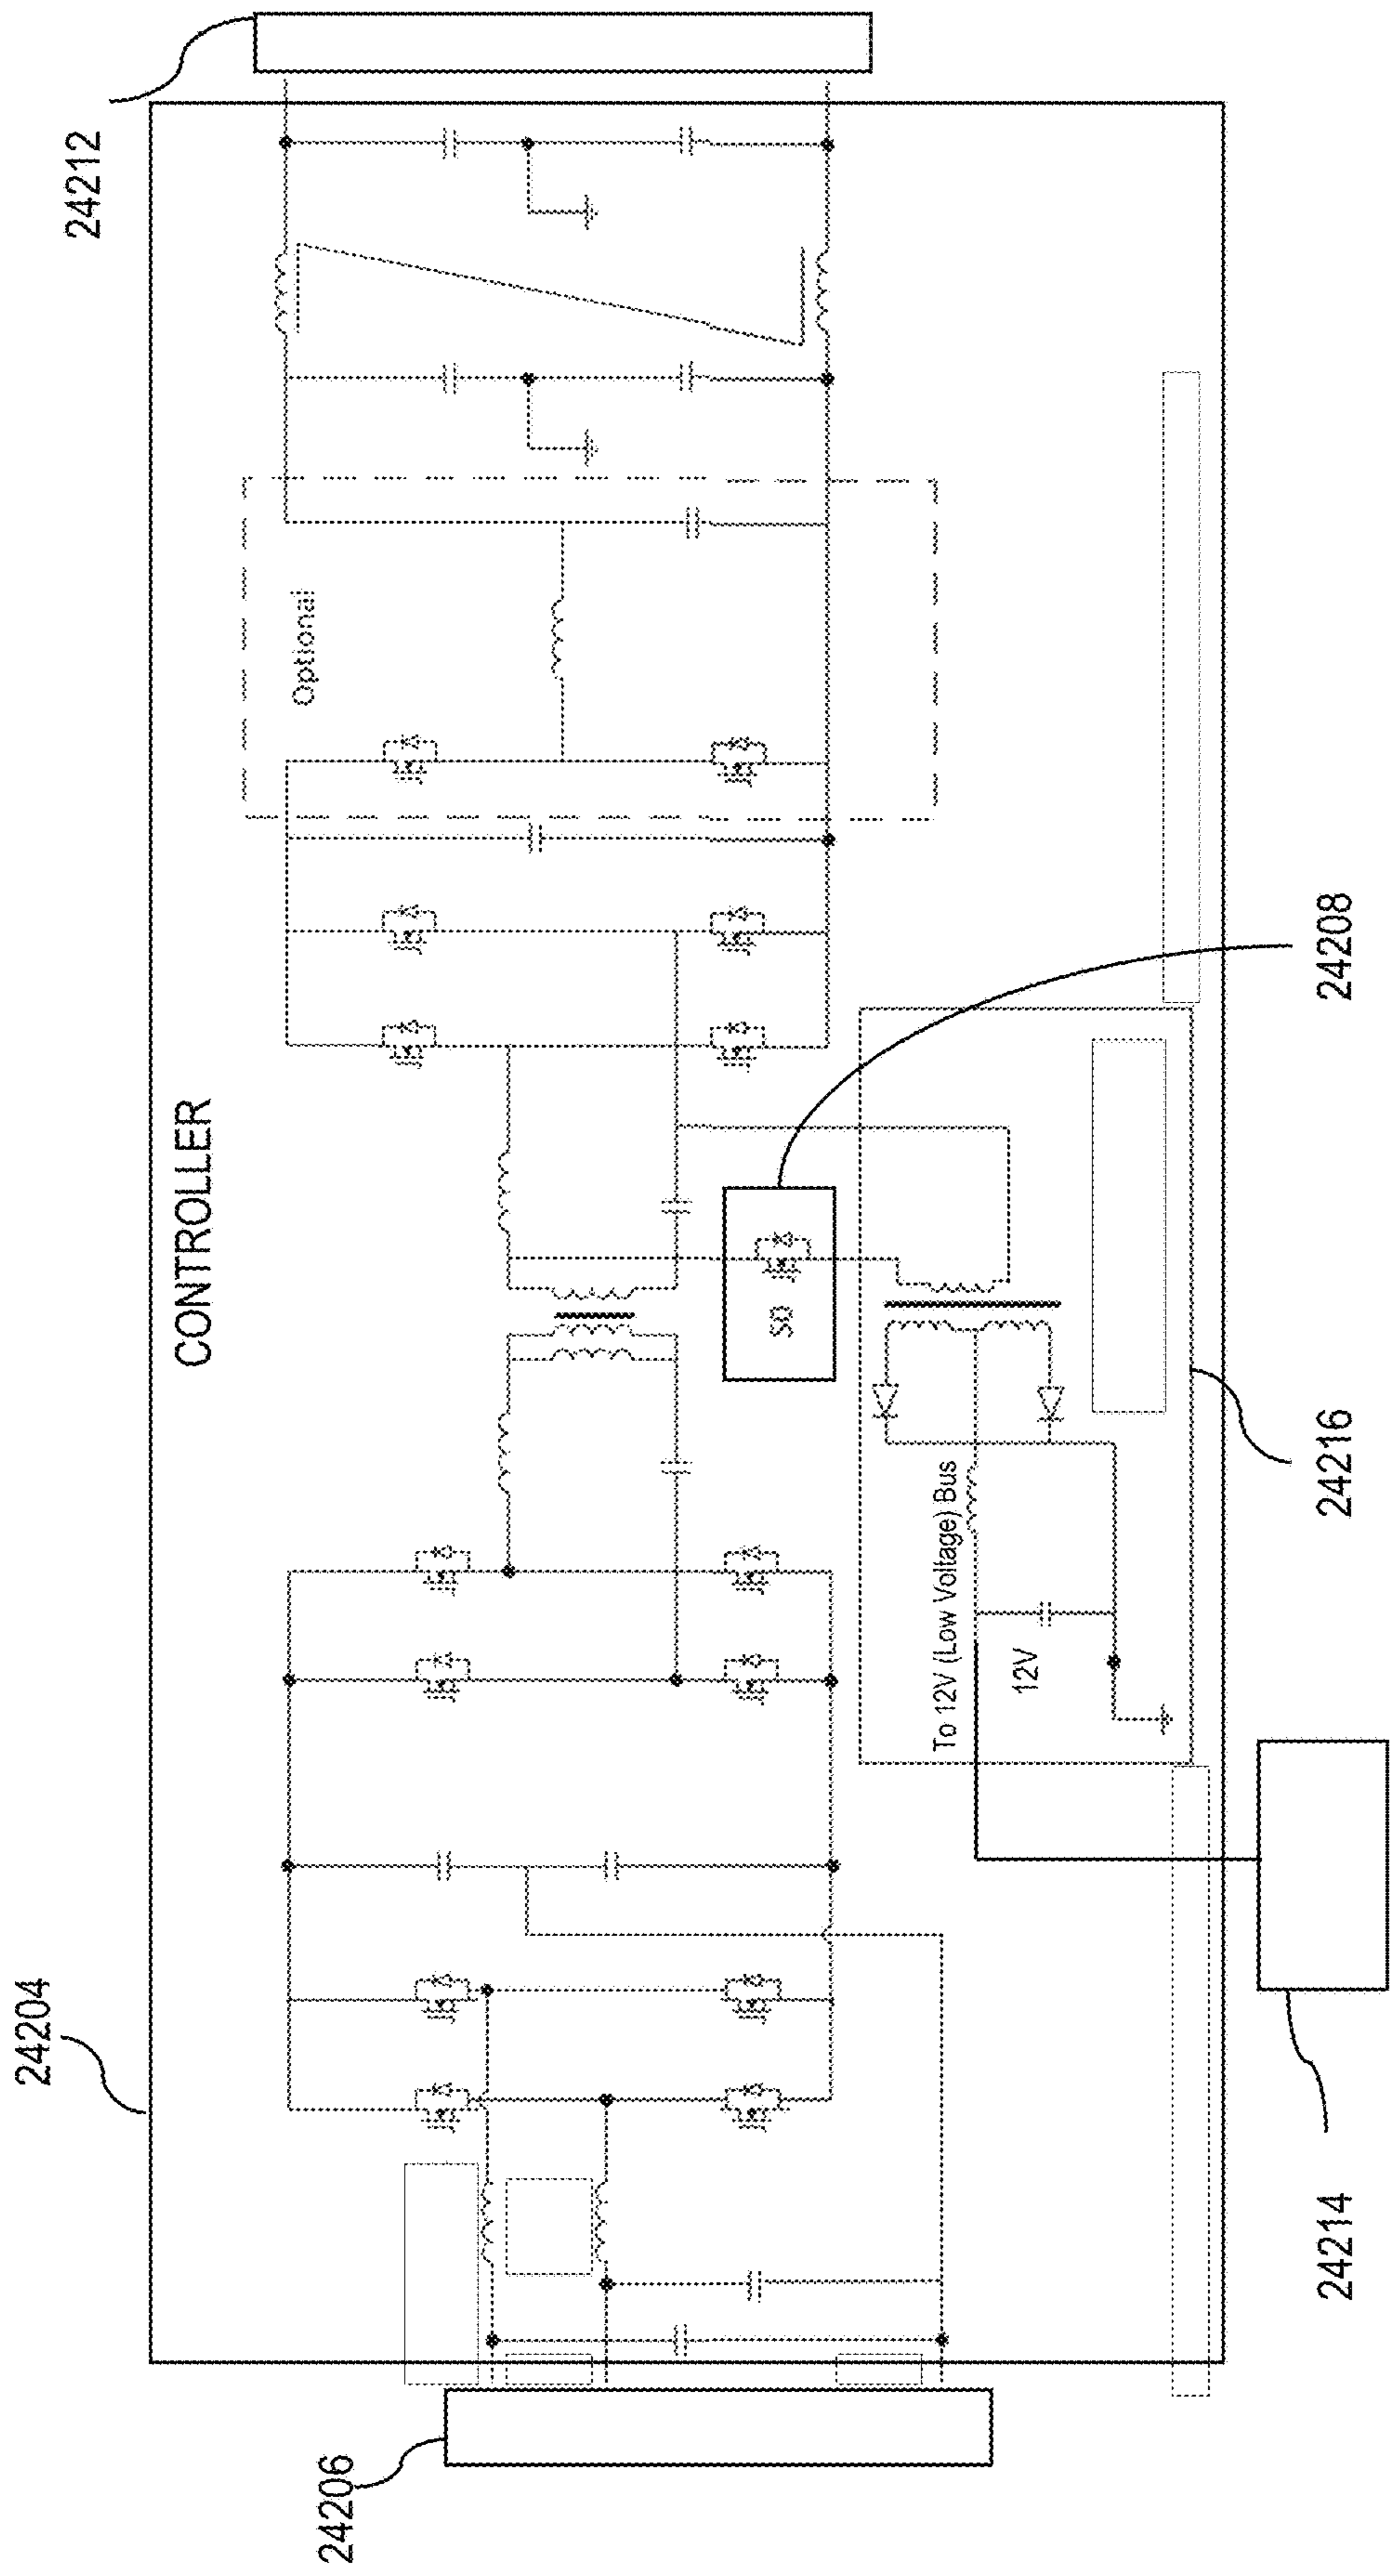 24204
24206
24212
CONTROLLER
Optional
SD
24208
To 12V (Low Voltage) Bus
12V
24216
24214